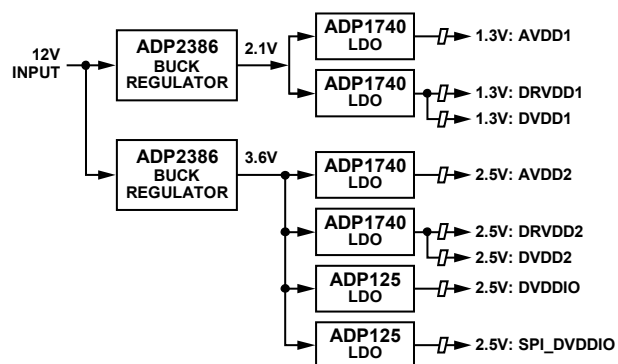 12V
INPUT
ADP2386
BUCK
REGULATOR
2.1V
ADP1740
LDO
1.3V: AVDD1
ADP1740
LDO
1.3V: DRVDD1
1.3V: DVDD1
ADP2386
BUCK
REGULATOR
3.6V
ADP1740
LDO
2.5V: AVDD2
ADP1740
LDO
2.5V: DRVDD2
2.5V: DVDD2
ADP125
LDO
2.5V: DVDDIO
ADP125
LDO
2.5V: SPI_DVDDIO